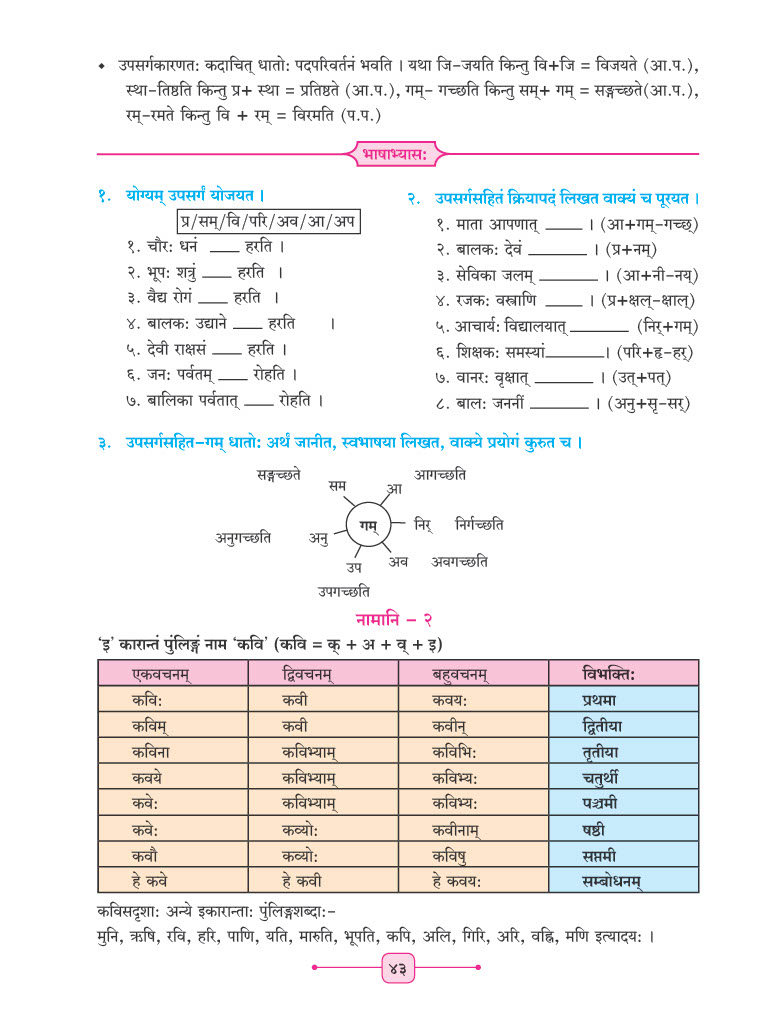 • उपसर्गकारणतः कदाचित् धातोः पदपरिवर्तनं भवति । यथा जि-जयति किन्तु वि+जि = विजयते (आ.प.),
स्था-तिष्ठति किन्तु प्र+ स्था = प्रतिष्ठते (आ.प.), गम्- गच्छति किन्तु सम्+ गम् = सङ्गच्छते(आ.प.),
रम्-रमते किन्तु वि + रम् = विरमति (प.प.)
भाषाभ्यासः
१. योग्यम् उपसर्गं योजयत ।
प्र/सम्/वि/परि/अव/आ/अप
१. चौरः धनं ____ हरति ।
२. भूपः शत्रुं ____ हरति ।
३. वैद्य रोगं ____ हरति ।
४. बालकः उद्याने ____ हरति ।
५. देवी राक्षसं ____ हरति ।
६. जनः पर्वतम् ____ रोहति ।
७. बालिका पर्वतात् ____ रोहति ।
२. उपसर्गसहितं क्रियापदं लिखत वाक्यं च पूरयत ।
१. माता आपणात् _____ । (आ+गम्-गच्छ्)
२. बालकः देवं ________ । (प्र+नम्)
३. सेविका जलम् ________ । (आ+नी-नय्)
४. रजकः वस्त्राणि _____ । (प्र+क्षल्-क्षाल्)
५. आचार्यः विद्यालयात् ________ (निर्+गम्)
६. शिक्षकः समस्यां________। (परि+हृ-हर्)
७. वानरः वृक्षात् ________ । (उत्+पत्)
८. बालः जननीं ________ । (अनु+सृ-सर्)
३. उपसर्गसहित-गम् धातोः अर्थं जानीत, स्वभाषया लिखत, वाक्ये प्रयोगं कुरुत च ।
सङ्गच्छते सम आ आगच्छति
गम् निर् निर्गच्छति
अनुगच्छति अनु अव अवगच्छति
उप
उपगच्छति
नामानि - २
‘इ’ कारान्तं पुंलिङ्गं नाम ‘कवि’ (कवि = क् + अ + व् + इ)
एकवचनम् द्विवचनम् बहुवचनम् विभक्तिः
कविः कवी कवयः प्रथमा
कविम् कवी कवीन् द्वितीया
कविना कविभ्याम् कविभिः तृतीया
कवये कविभ्याम् कविभ्यः चतुर्थी
कवेः कविभ्याम् कविभ्यः पञ्चमी
कवेः कव्योः कवीनाम् षष्ठी
कवौ कव्योः कविषु सप्तमी
हे कवे हे कवी हे कवयः सम्बोधनम्
कविसदृशाः अन्ये इकारान्ताः पुंलिङ्गशब्दाः-
मुनि, ऋषि, रवि, हरि, पाणि, यति, मारुति, भूपति, कपि, अलि, गिरि, अरि, वह्नि, मणि इत्यादयः ।
४३